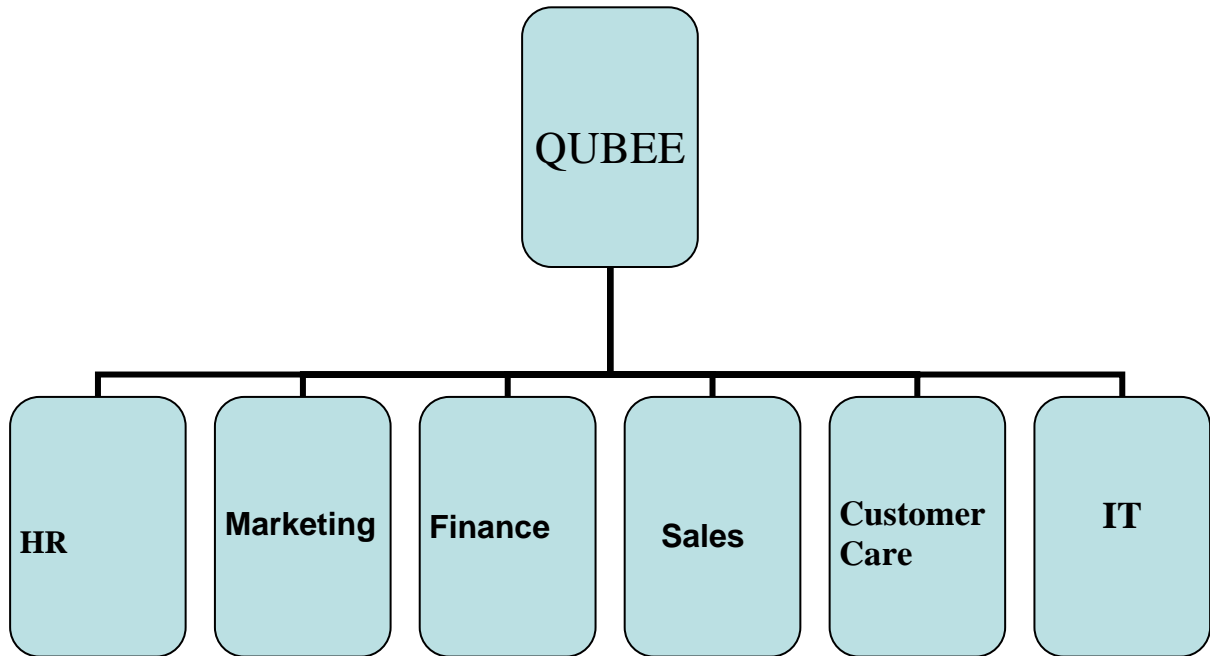 QUBEE
HR
Marketing
Finance
Sales
Customer
Care
IT